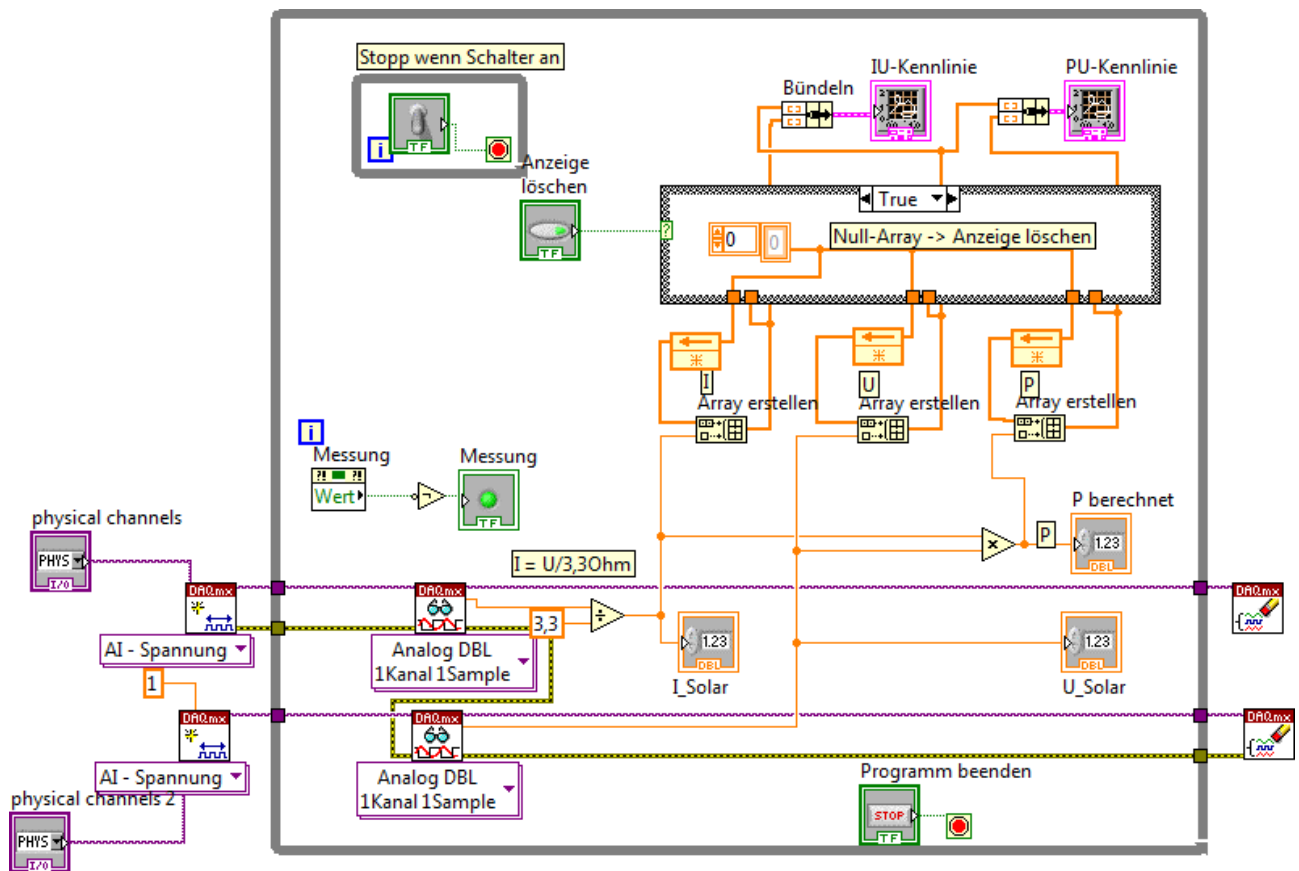 Stopp wenn Schalter an
TF
i
Anzeige
löschen
TF
Bündeln
IU-Kennlinie
PU-Kennlinie
True
?
0
0
Null-Array -> Anzeige löschen
I
U
P
Array erstellen
Array erstellen
Array erstellen
i
Messung
?! ?!
Wert
Messung
TF
physical channels
PHYS
I/O
I = U/3,3Ohm
P
P berechnet
1.23
DBL
DAQmx
AI - Spannung
DAQmx
Analog DBL
1Kanal 1Sample
3,3
1.23
DBL
I_Solar
1.23
DBL
U_Solar
DAQmx
1
DAQmx
AI - Spannung
physical channels 2
PHYS
I/O
DAQmx
Analog DBL
1Kanal 1Sample
Programm beenden
STOP
TF
DAQmx